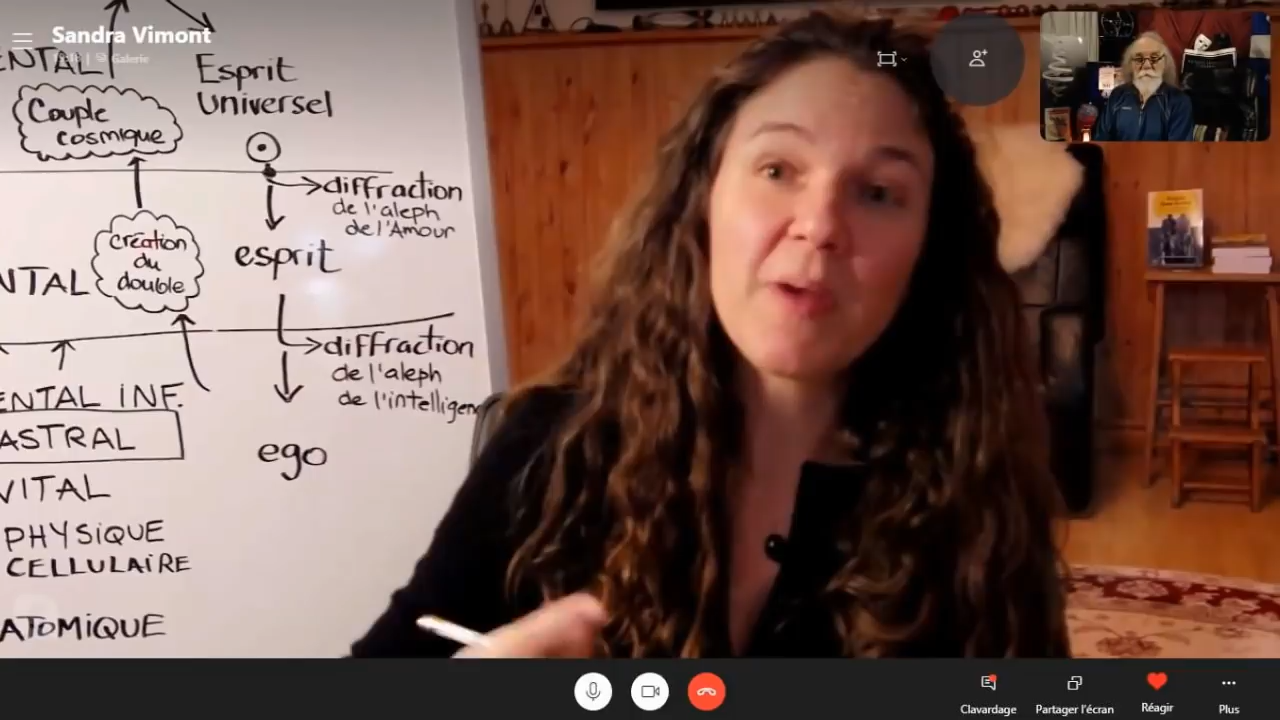 Sandra Vimont
Galerie
ENTAL
Esprit
Universel
Couple
cosmique
diffraction
de l'aleph
de l'Amour
création
du
double
esprit
NTAL
diffraction
de l'aleph
de l'intelligen
ENTAL INF.
ASTRAL
ego
VITAL
PHYSIQUE
CELLULAIRE
ATOMIQUE
Clavardage
Partager l'écran
Réagir
Plus